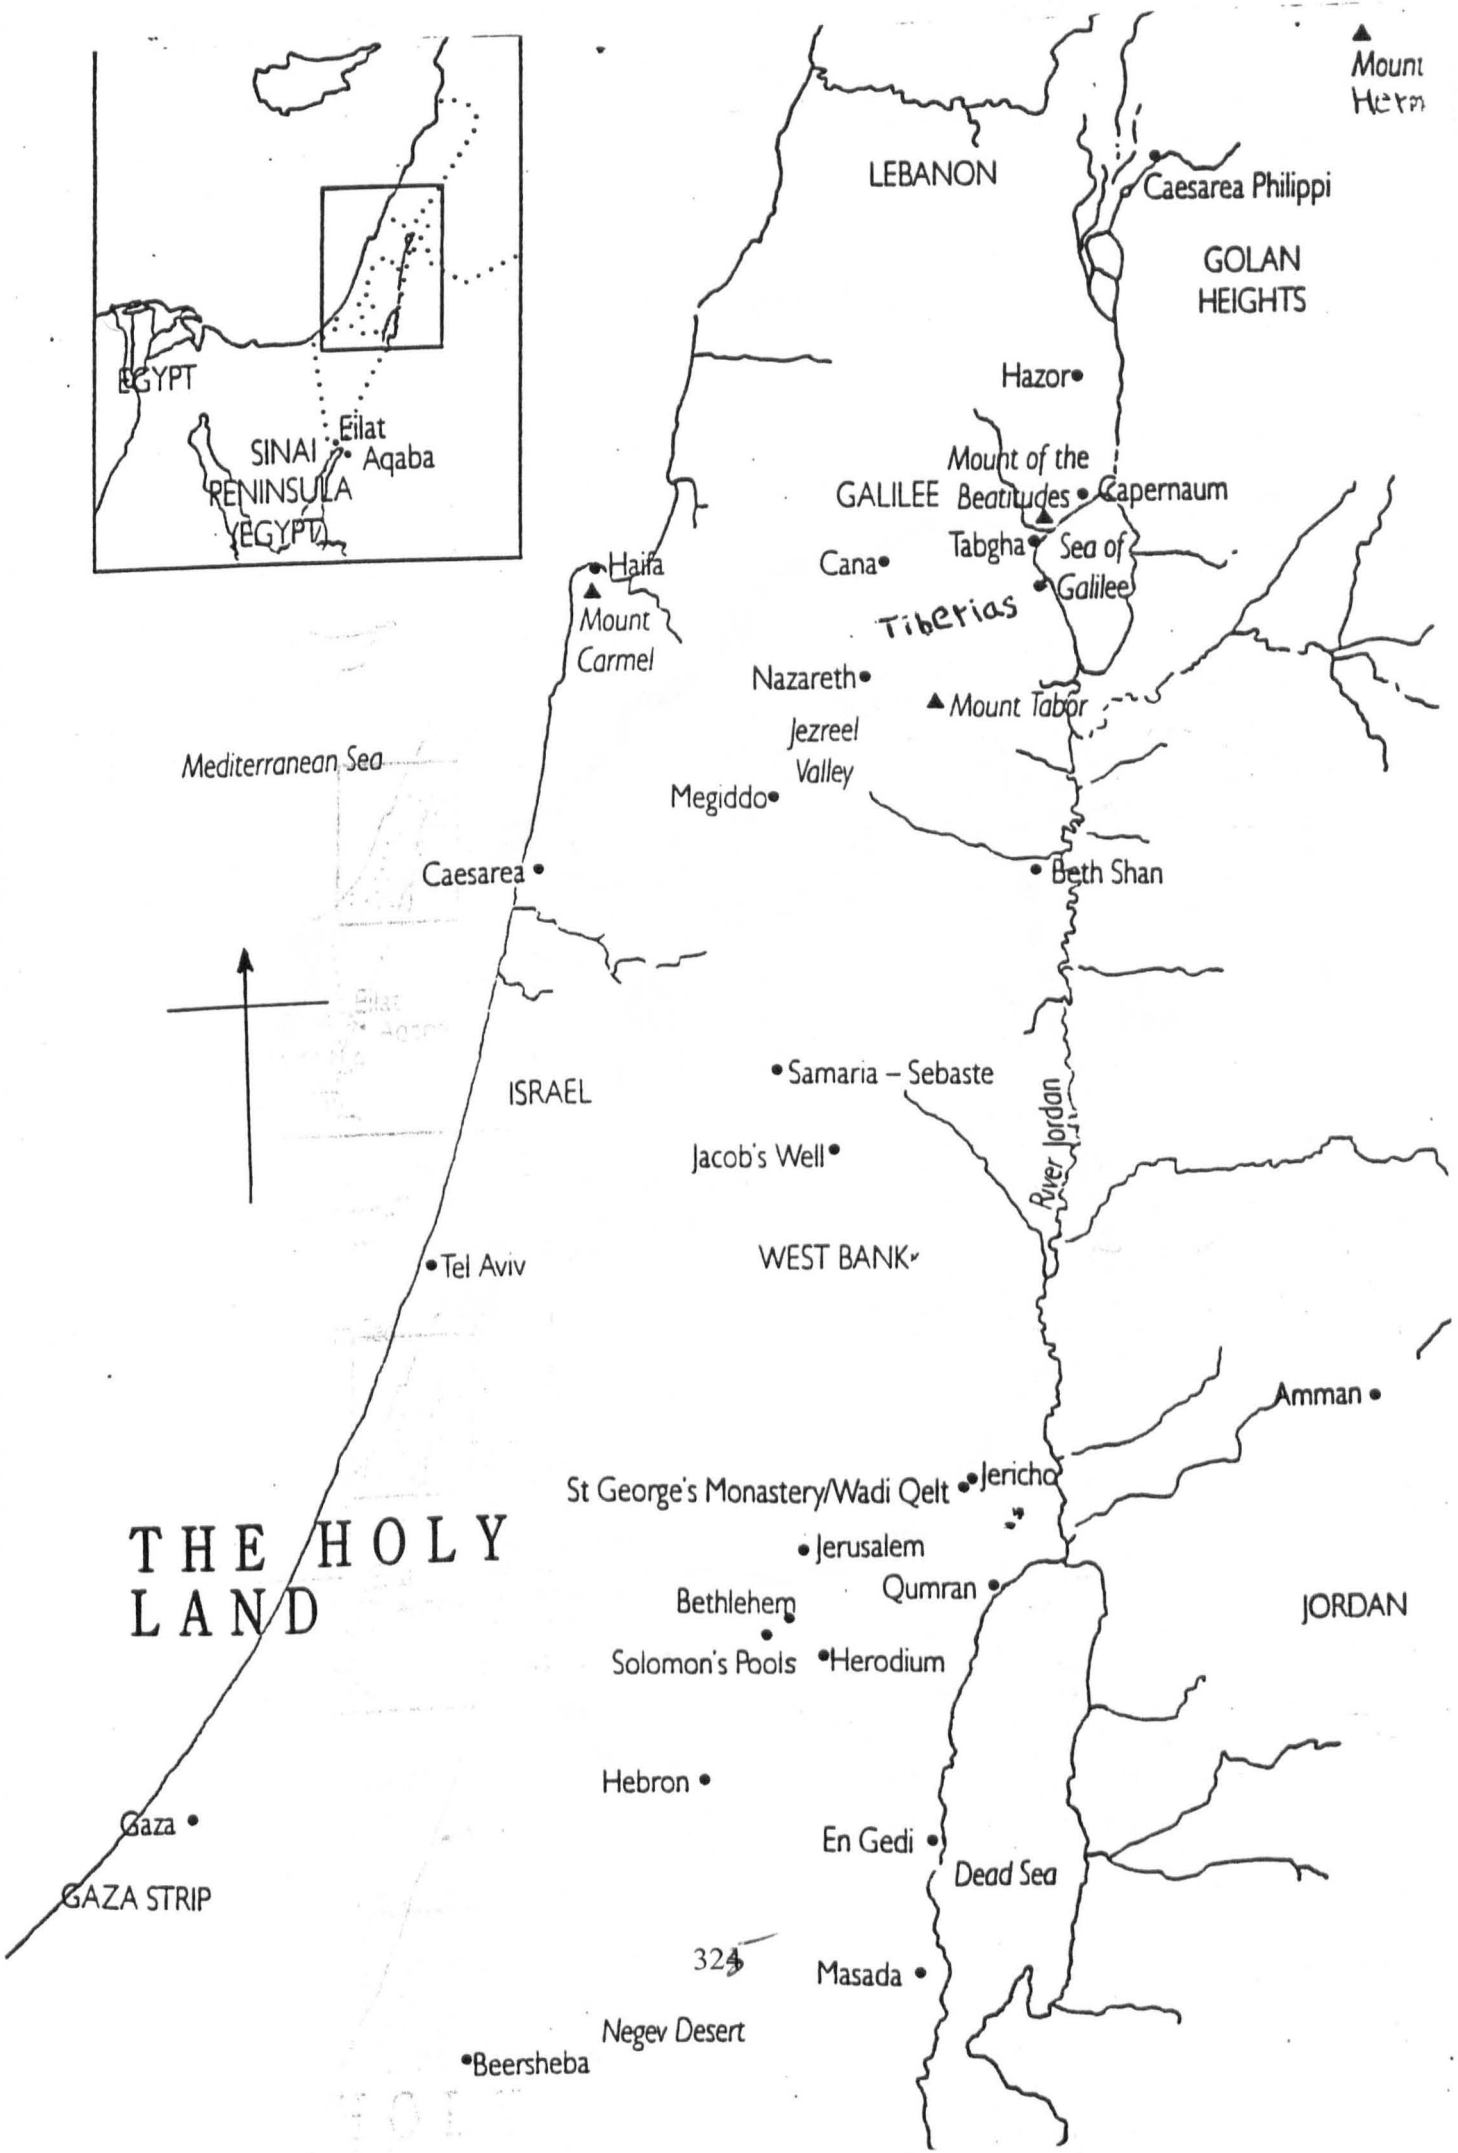 Mount
Herm
LEBANON
Caesarea Philippi
GOLAN
HEIGHTS
EGYPT
Eilat
SINAI
Aqaba
PENINSULA
(EGYPT)
Hazor
Mount of the
GALILEE Beatitudes Capernaum
Tabgha
Sea of
Galilee
Cana
Haifa
Tiberias
Mount
Carmel
Nazareth
Mount Tabor
Jezreel
Valley
Mediterranean Sea
Megiddo
Caesarea
Beth Shan
Eilat
ISRAEL
Samaria – Sebaste
River Jordan
Jacob's Well
WEST BANK
Tel Aviv
Amman
St George's Monastery/Wadi Qelt
Jericho
THE HOLY
LAND
Jerusalem
Qumran
Bethlehem
JORDAN
Solomon's Pools
Herodium
Hebron
Gaza
En Gedi
Dead Sea
GAZA STRIP
Masada
Negev Desert
Beersheba